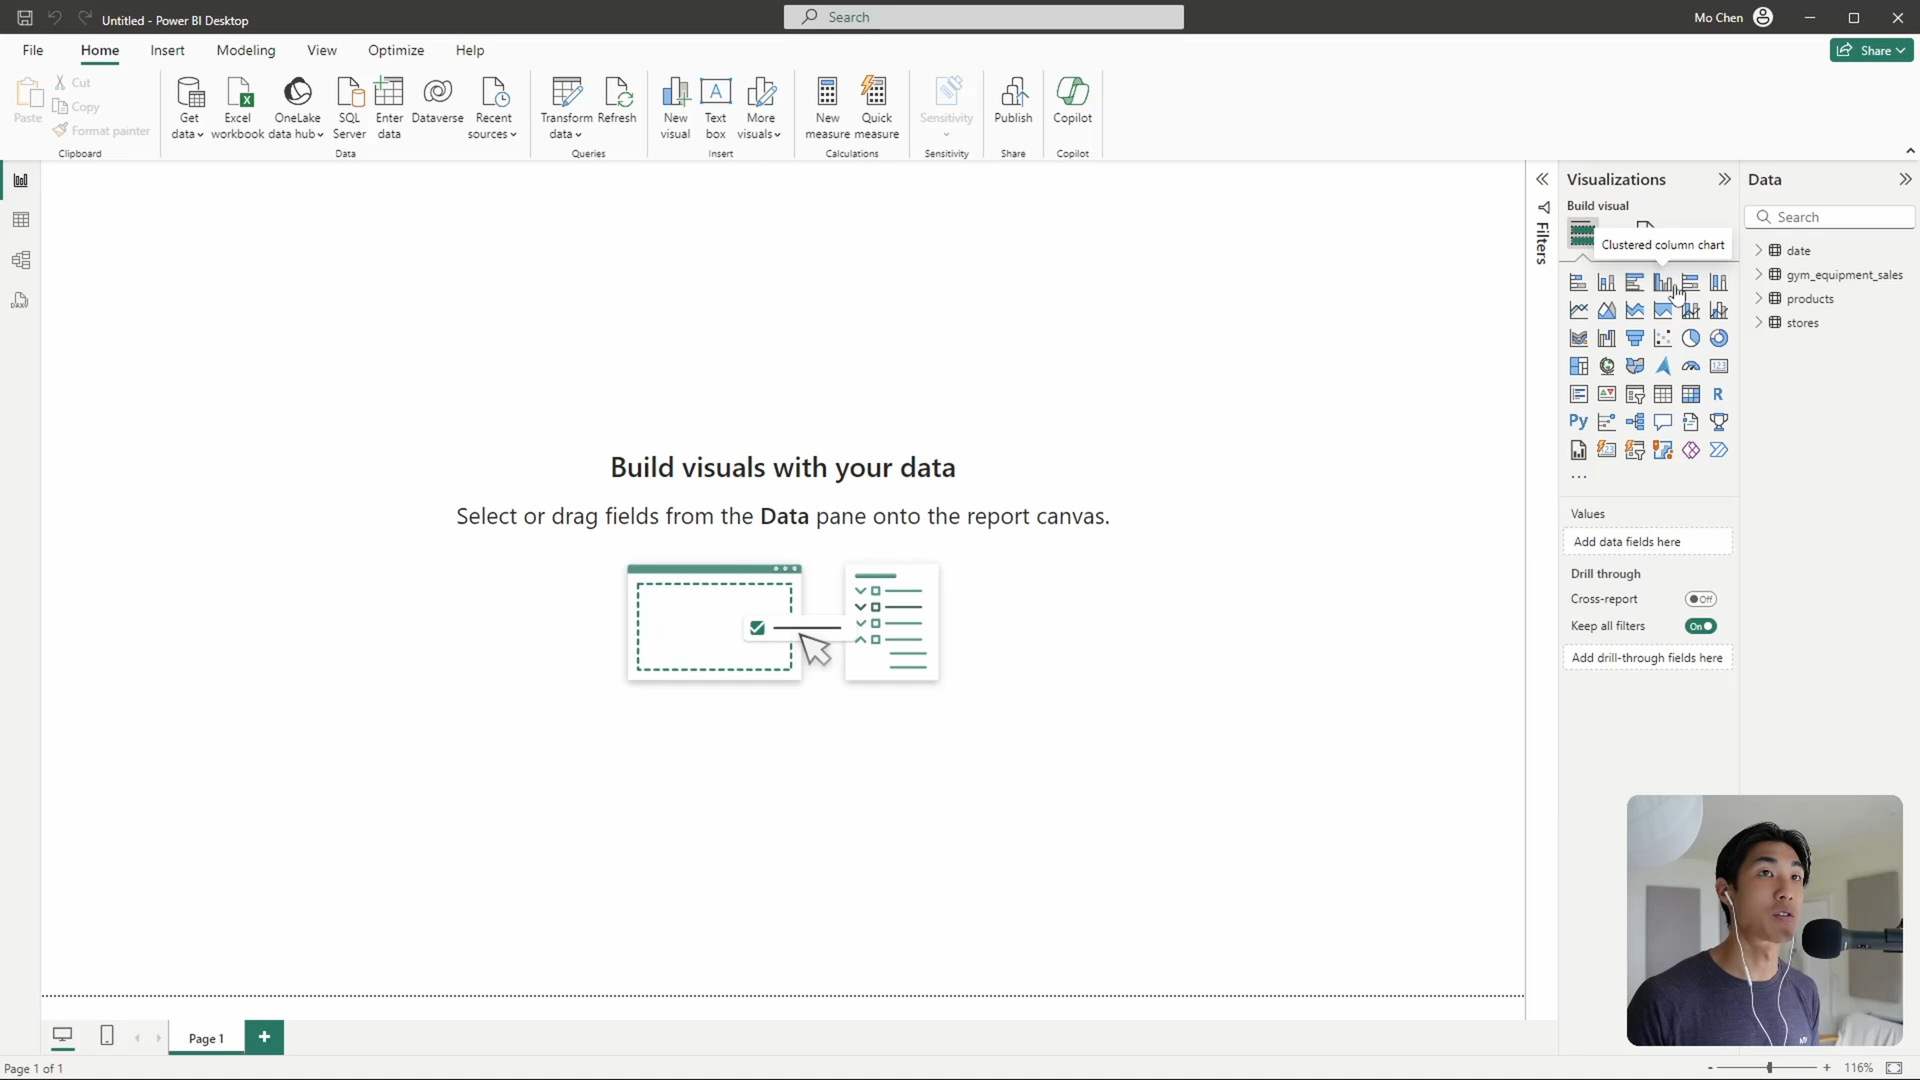 Untitled - Power BI Desktop
Search
Mo Chen
File
Home
Insert
Modeling
View
Optimize
Help
Share
Paste
Cut
Copy
Format painter
Clipboard
Get data
Excel workbook
OneLake data hub
SQL Server
Enter data
Dataverse
Recent sources
Data
Transform data
Refresh
Queries
New visual
Text box
More visuals
Insert
New measure
Quick measure
Calculations
Sensitivity
Sensitivity
Publish
Share
Copilot
Copilot
Filters
Visualizations
Build visual
Clustered column chart
R
Py
123
Values
Add data fields here
Drill through
Cross-report
Off
Keep all filters
On
Add drill-through fields here
Data
Search
date
gym_equipment_sales
products
stores
DAX
Build visuals with your data
Select or drag fields from the Data pane onto the report canvas.
Page 1
Page 1 of 1
116%